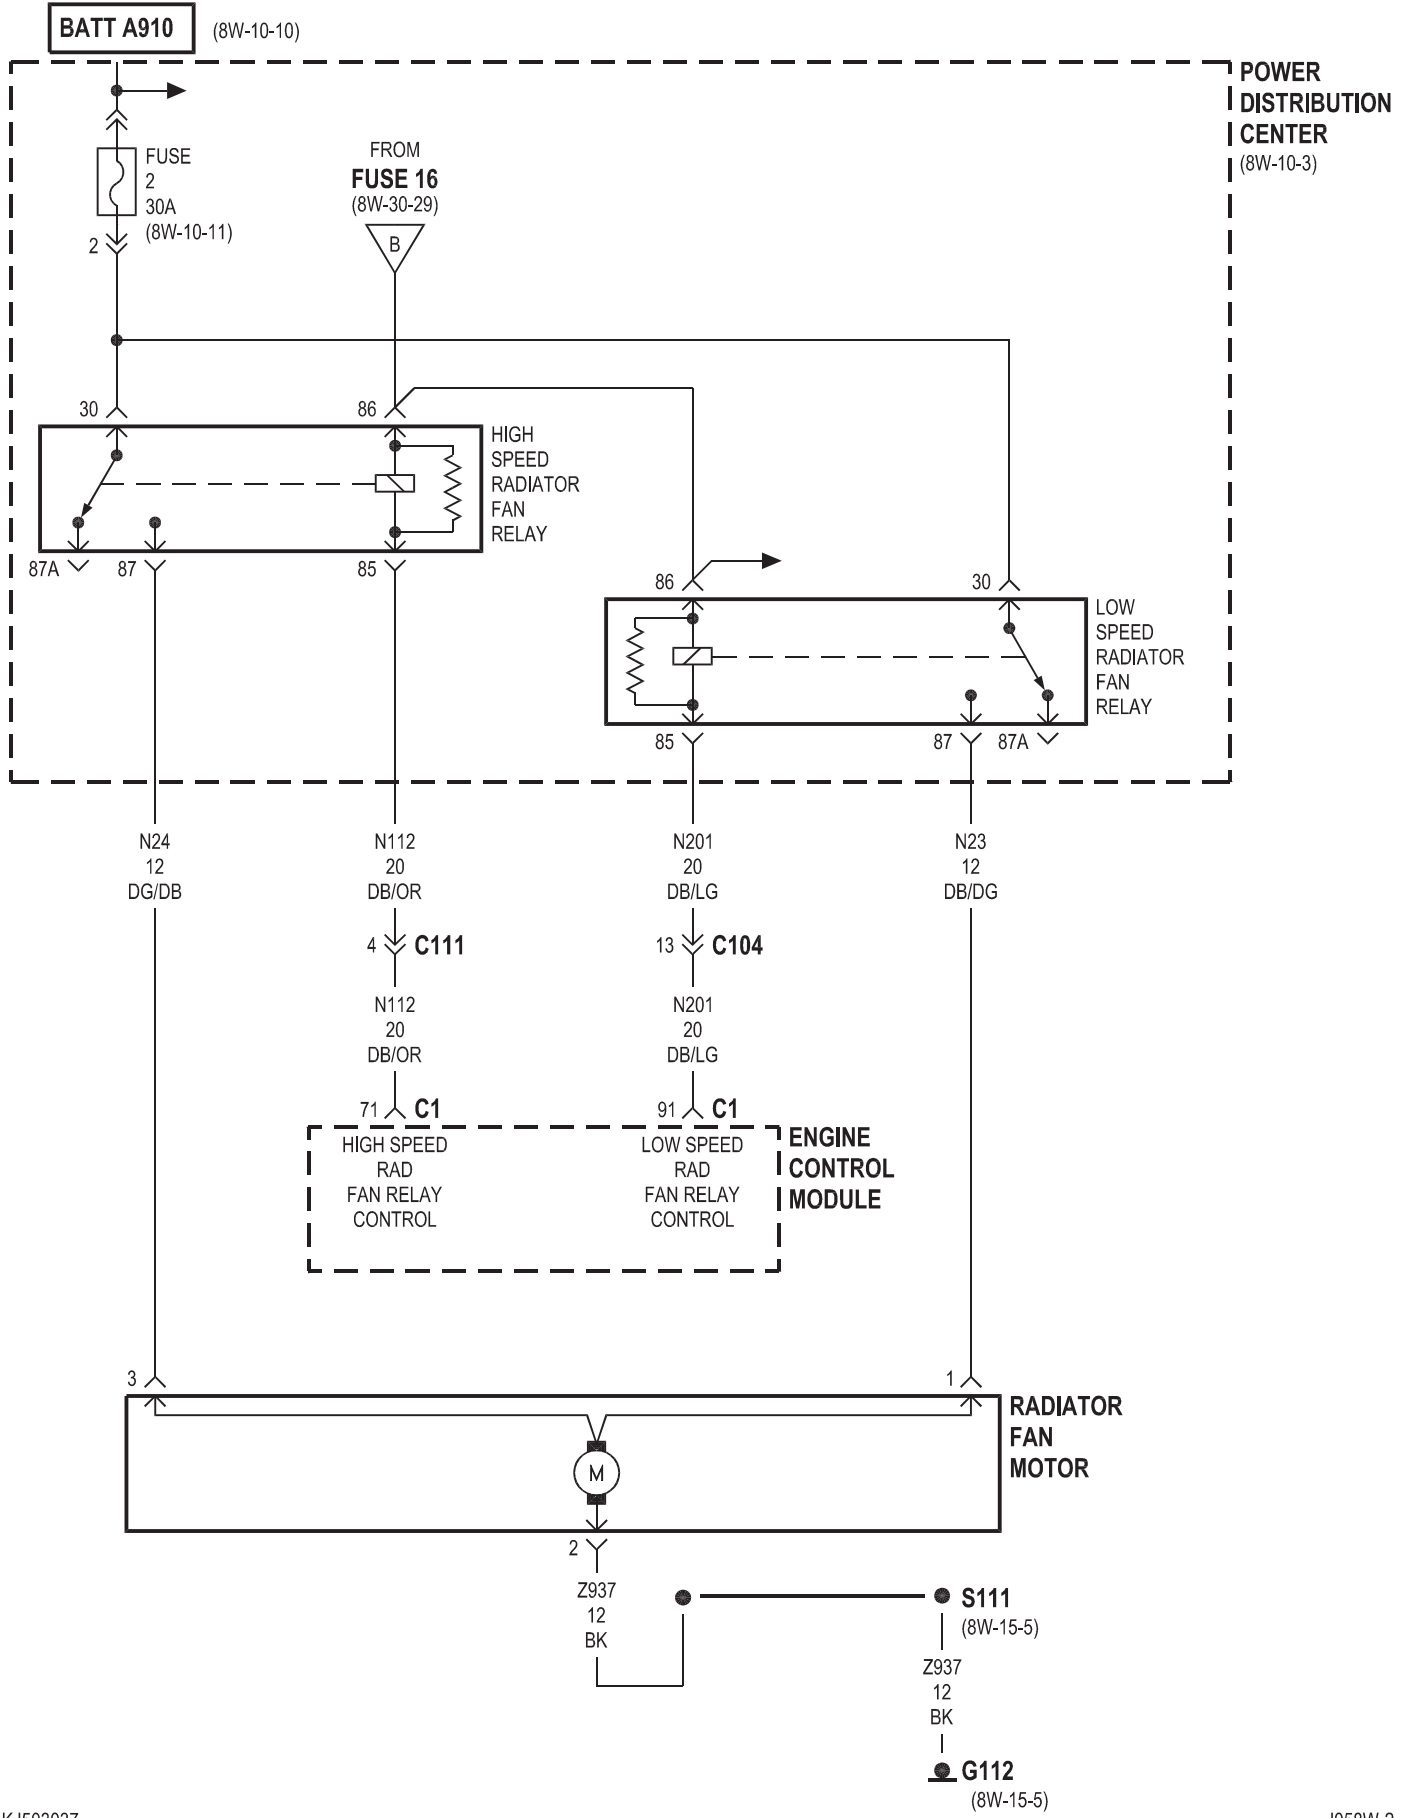 BATT A910 (8W-10-10)
POWER
DISTRIBUTION
CENTER
(8W-10-3)
FUSE
2
30A
(8W-10-11)
2
FROM
FUSE 16
(8W-30-29)
B
30
86
HIGH
SPEED
RADIATOR
FAN
RELAY
87A
87
85
86
30
LOW
SPEED
RADIATOR
FAN
RELAY
85
87
87A
N24
12
DG/DB
N112
20
DB/OR
N201
20
DB/LG
N23
12
DB/DG
4 C111
13 C104
N112
20
DB/OR
N201
20
DB/LG
71 C1
91 C1
HIGH SPEED
RAD
FAN RELAY
CONTROL
LOW SPEED
RAD
FAN RELAY
CONTROL
ENGINE
CONTROL
MODULE
3
1
RADIATOR
FAN
MOTOR
M
2
Z937
12
BK
S111
(8W-15-5)
Z937
12
BK
G112
(8W-15-5)